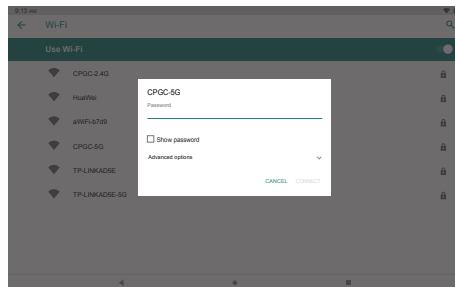 9:13 AM
Wi-Fi
Use Wi-Fi
CPGC-2.4G
HuaWei
aWiFi-b7d9
CPGC-5G
TP-LINKAD5E
TP-LINKAD5E-5G
CPGC-5G
Password
Show password
Advanced options
CANCEL CONNECT